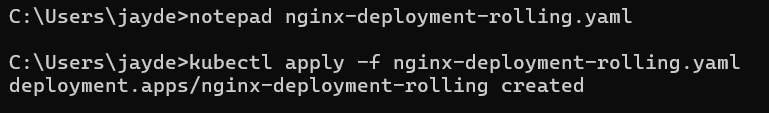 C:\Users\jayde>notepad nginx-deployment-rolling.yaml
C:\Users\jayde>kubectl apply -f nginx-deployment-rolling.yaml
deployment.apps/nginx-deployment-rolling created